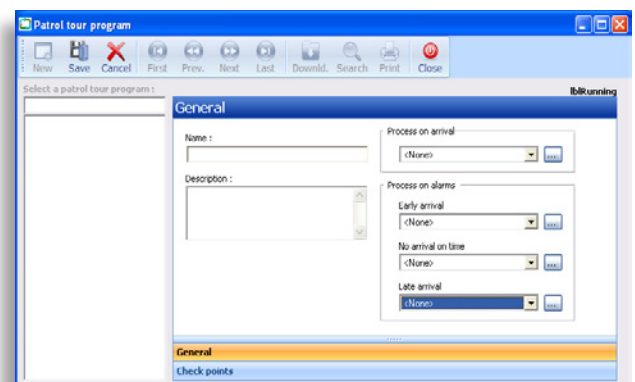 Patrol tour program
New Save Cancel First Prev. Next Last Downld. Search Print Close
Select a patrol tour program :
lblRunning
General
Name :
Description :
Process on arrival
<None>
Process on alarms
Early arrival
<None>
No arrival on time
<None>
Late arrival
<None>
General
Check points